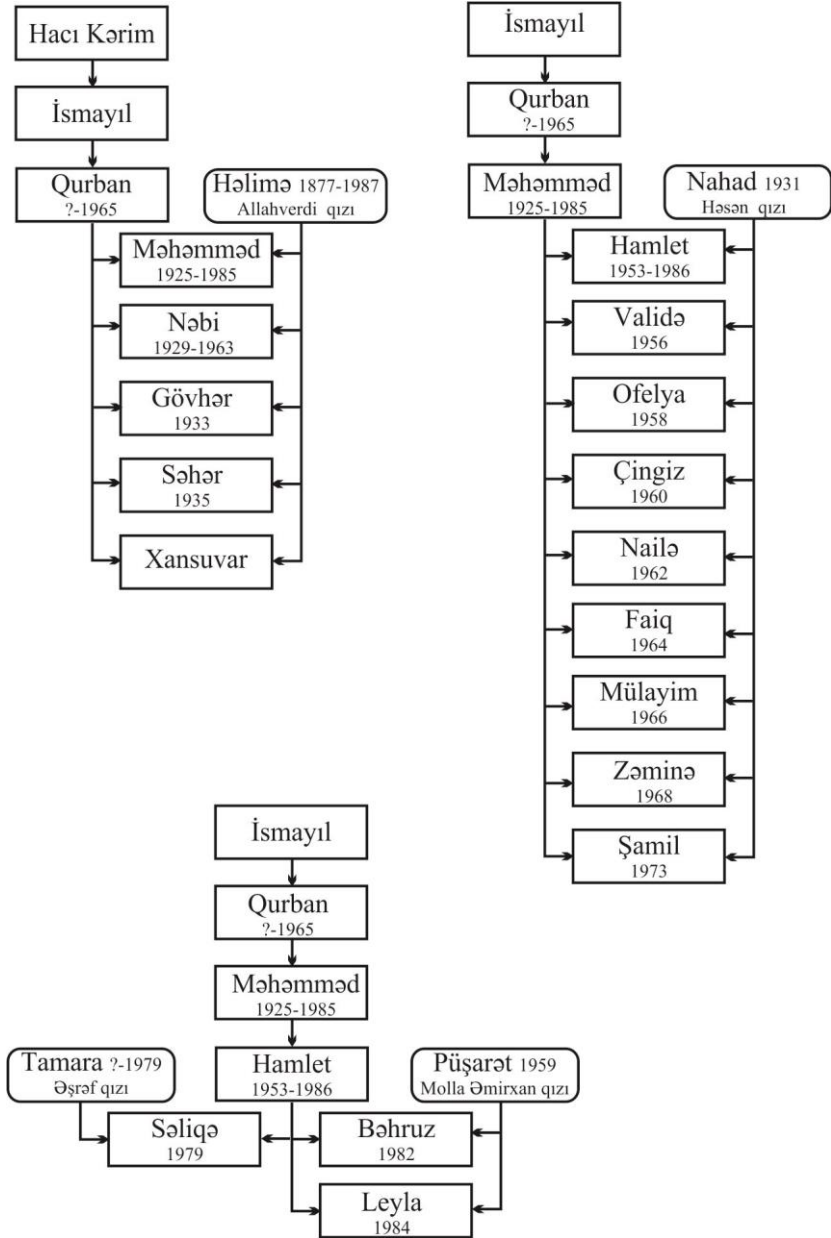 Hacı Kərim
İsmayıl
Qurban
?-1965
Həlimə 1877-1987
Allahverdi qızı
Məhəmməd
1925-1985
Nəbi
1929-1963
Gövhər
1933
Səhər
1935
Xansuvar
İsmayıl
Qurban
?-1965
Məhəmməd
1925-1985
Nahad 1931
Həsən qızı
Hamlet
1953-1986
Validə
1956
Ofelya
1958
Çingiz
1960
Nailə
1962
Faiq
1964
Mülayim
1966
Zəminə
1968
Şamil
1973
İsmayıl
Qurban
?-1965
Məhəmməd
1925-1985
Tamara ?-1979
Əşrəf qızı
Hamlet
1953-1986
Püşarət 1959
Molla Əmirxan qızı
Səliqə
1979
Bəhruz
1982
Leyla
1984